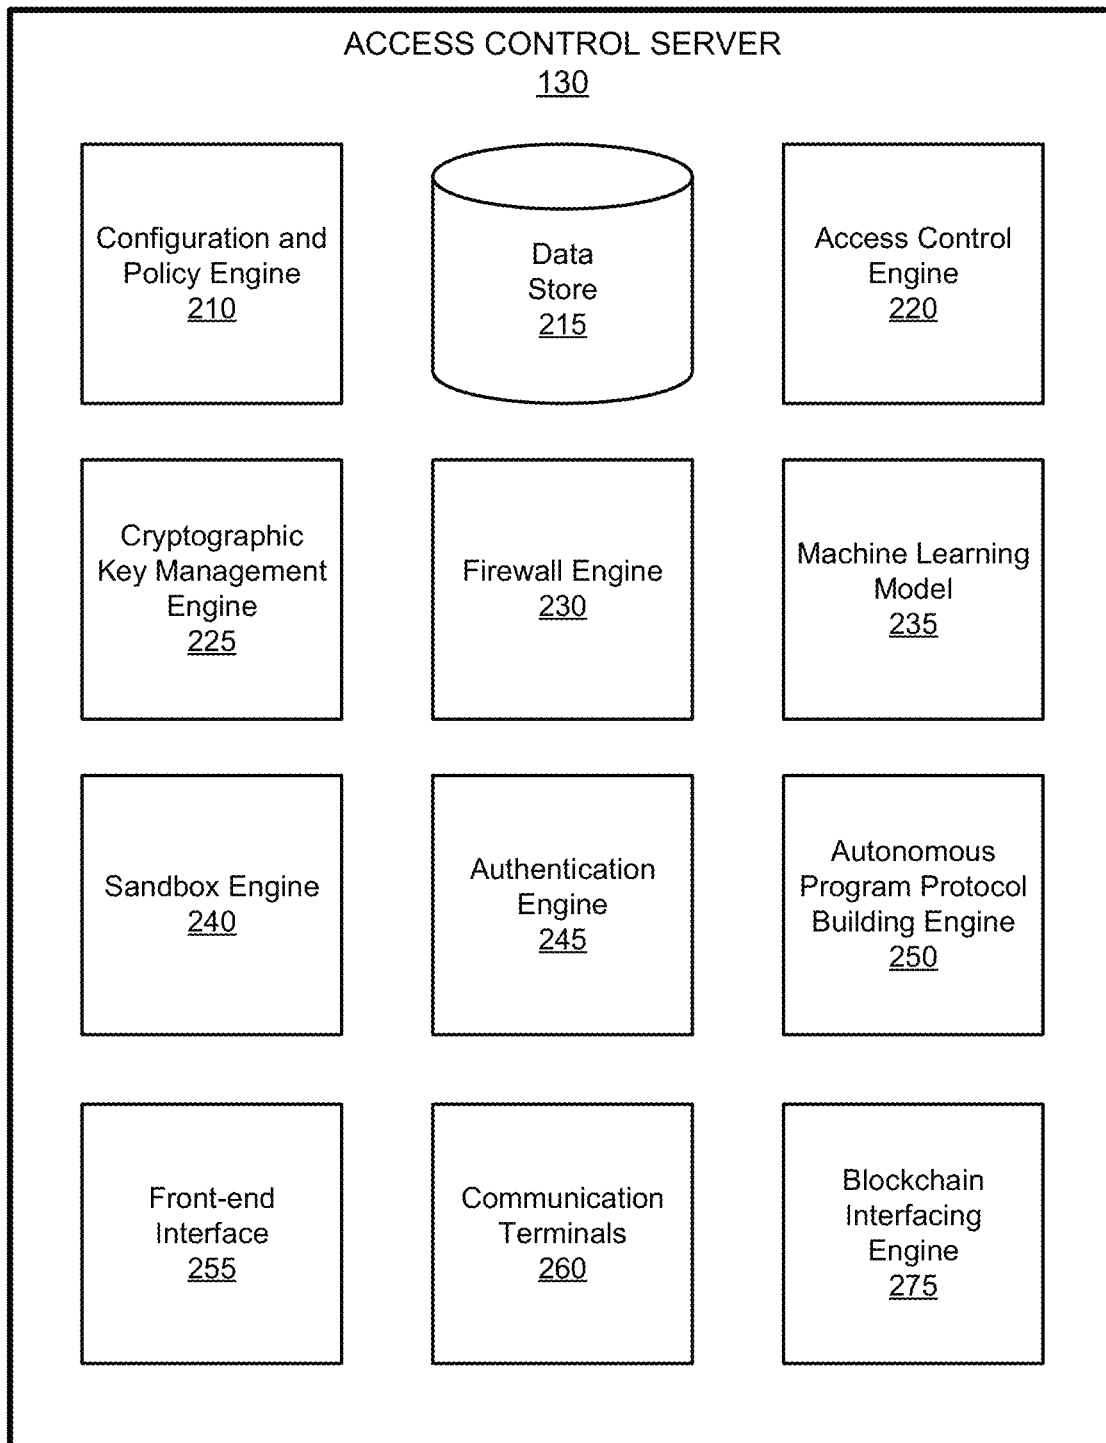 ACCESS CONTROL SERVER
130
Configuration and
Policy Engine
210
Data
Store
215
Access Control
Engine
220
Cryptographic
Key Management
Engine
225
Firewall Engine
230
Machine Learning
Model
235
Sandbox Engine
240
Authentication
Engine
245
Autonomous
Program Protocol
Building Engine
250
Front-end
Interface
255
Communication
Terminals
260
Blockchain
Interfacing
Engine
275